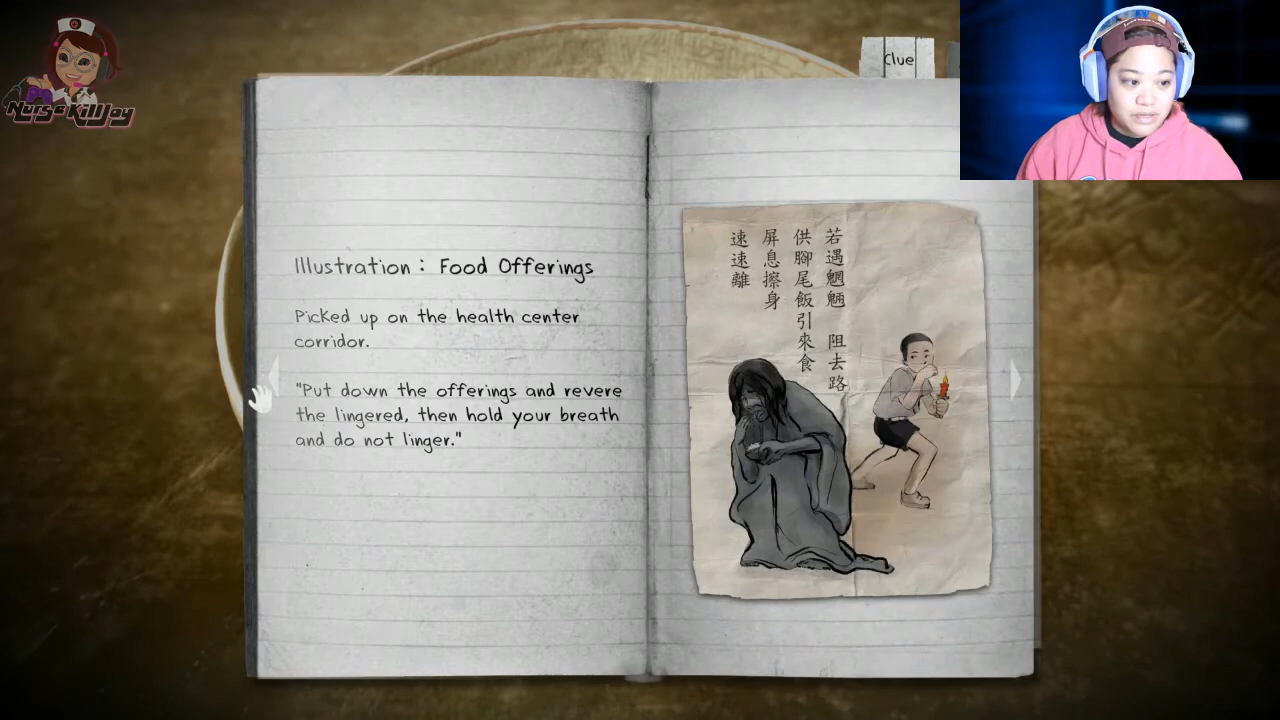 Nurse Killjoy
Clue
Illustration : Food Offerings
Picked up on the health center
corridor.
"Put down the offerings and revere
the lingered, then hold your breath
and do not linger."
若遇魍魎 阻去路
供腳尾飯引來食
屏息擦身
速速離